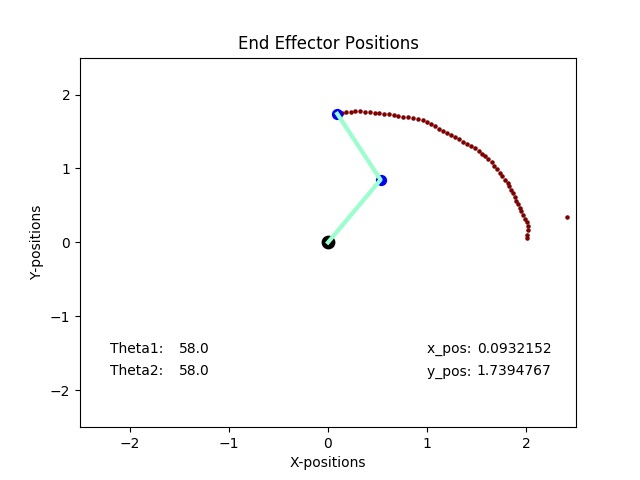 End Effector Positions
Y-positions
2
1
0
−1
−2
Theta1: 58.0
x_pos: 0.0932152
Theta2: 58.0
y_pos: 1.7394767
−2 −1 0 1 2
X-positions